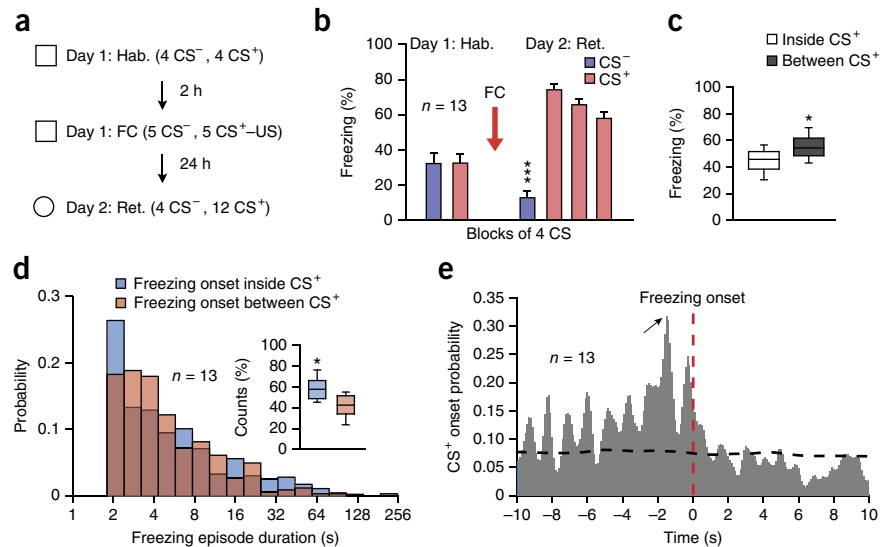 a
Day 1: Hab. (4 CS⁻, 4 CS⁺)
2 h
Day 1: FC (5 CS⁻, 5 CS⁺–US)
24 h
Day 2: Ret. (4 CS⁻, 12 CS⁺)
b
Day 1: Hab.
Day 2: Ret.
CS⁻
CS⁺
n = 13
FC
***
100
80
60
40
20
0
Freezing (%)
Blocks of 4 CS
c
Inside CS⁺
Between CS⁺
*
100
80
60
40
20
0
Freezing (%)
d
Freezing onset inside CS⁺
Freezing onset between CS⁺
0.3
0.2
0.1
0
Probability
n = 13
100
80
60
40
20
0
Counts (%)
*
1 2 4 8 16 32 64 128 256
Freezing episode duration (s)
e
Freezing onset
n = 13
0.35
0.30
0.25
0.20
0.15
0.10
0.05
0
CS⁺ onset probability
–10 –8 –6 –4 –2 0 2 4 6 8 10
Time (s)